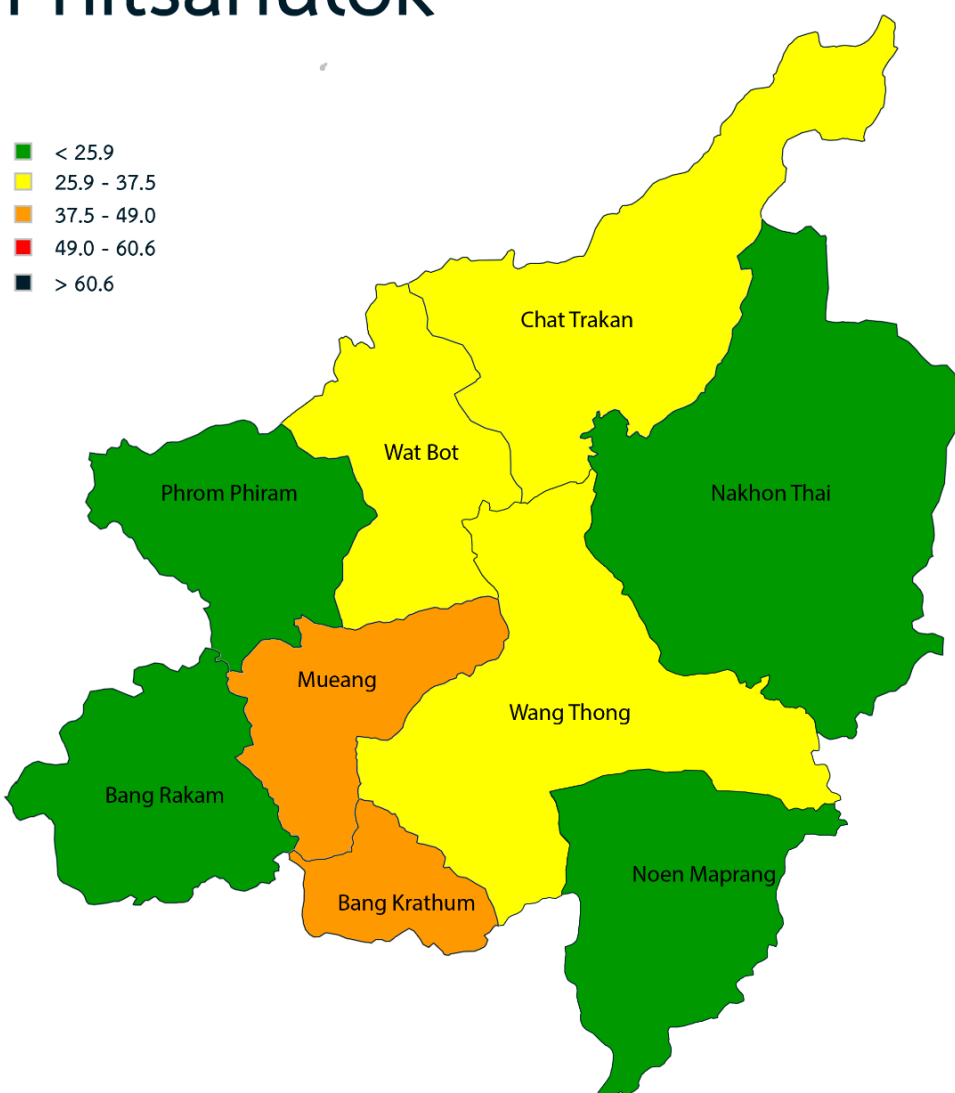 Phitsanulok
< 25.9
25.9 - 37.5
37.5 - 49.0
49.0 - 60.6
> 60.6
Chat Trakan
Wat Bot
Phrom Phiram
Nakhon Thai
Mueang
Wang Thong
Bang Rakam
Noen Maprang
Bang Krathum